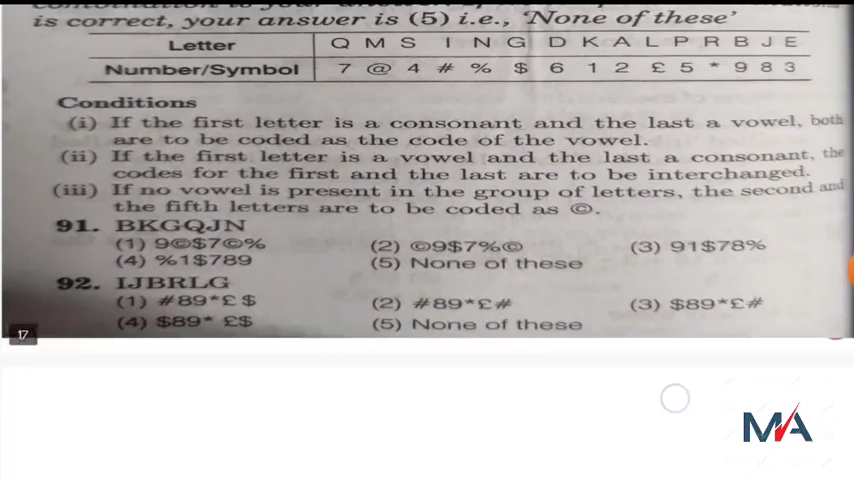 is correct, your answer is (5) i.e., 'None of these'
Letter Q M S I N G D K A L P R B J E
Number/Symbol 7 @ 4 # % $ 6 1 2 £ 5 * 9 8 3
Conditions
(i) If the first letter is a consonant and the last a vowel, both
are to be coded as the code of the vowel.
(ii) If the first letter is a vowel and the last a consonant, the
codes for the first and the last are to be interchanged.
(iii) If no vowel is present in the group of letters, the second and
the fifth letters are to be coded as ©.
91. BKGQJN
(1) 9©$7©% (2) ©9$7%© (3) 91$78%
(4) %1$789 (5) None of these
92. IJBRLG
(1) #89*£ $ (2) #89*£# (3) $89*£#
(4) $89* £$ (5) None of these
17
MA